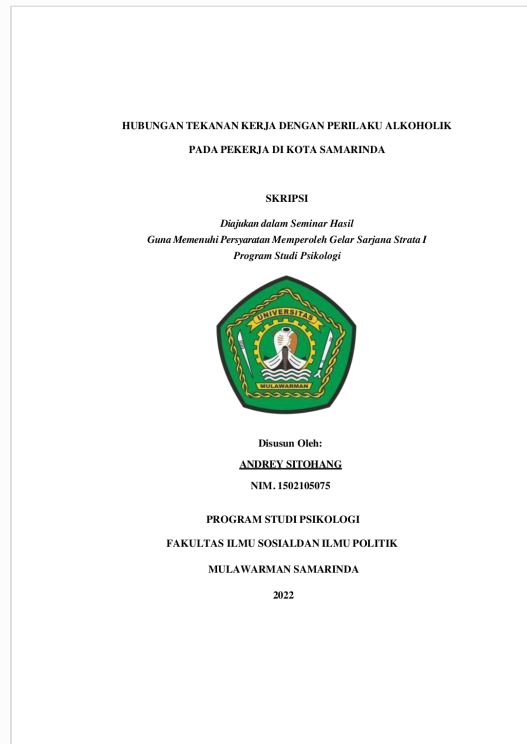 HUBUNGAN TEKANAN KERJA DENGAN PERILAKU ALKOHOLIK
PADA PEKERJA DI KOTA SAMARINDA
SKRIPSI
Diajukan dalam Seminar Hasil
Guna Memenuhi Persyaratan Memperoleh Gelar Sarjana Strata I
Program Studi Psikologi
UNIVERSITAS
MULAWARMAN
Disusun Oleh:
ANDREY SITOHANG
NIM. 1502105075
PROGRAM STUDI PSIKOLOGI
FAKULTAS ILMU SOSIALDAN ILMU POLITIK
MULAWARMAN SAMARINDA
2022